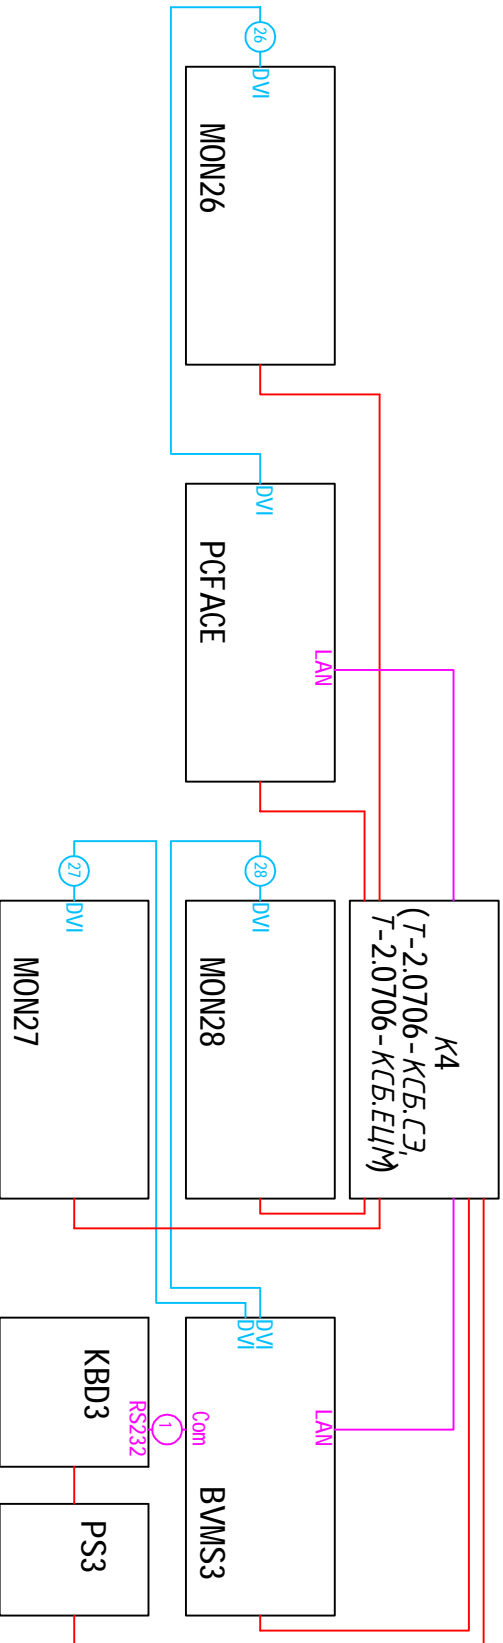 26
DVI
MON26
DVI
PCFACE
LAN
27
DVI
MON27
28
DVI
MON28
К4
(Т-2.0706-КСБ.СЭ,
Т-2.0706-КСБ.ЕЦМ)
DVI
DVI
LAN
BVMS3
Com
1
RS232
KBD3
PS3